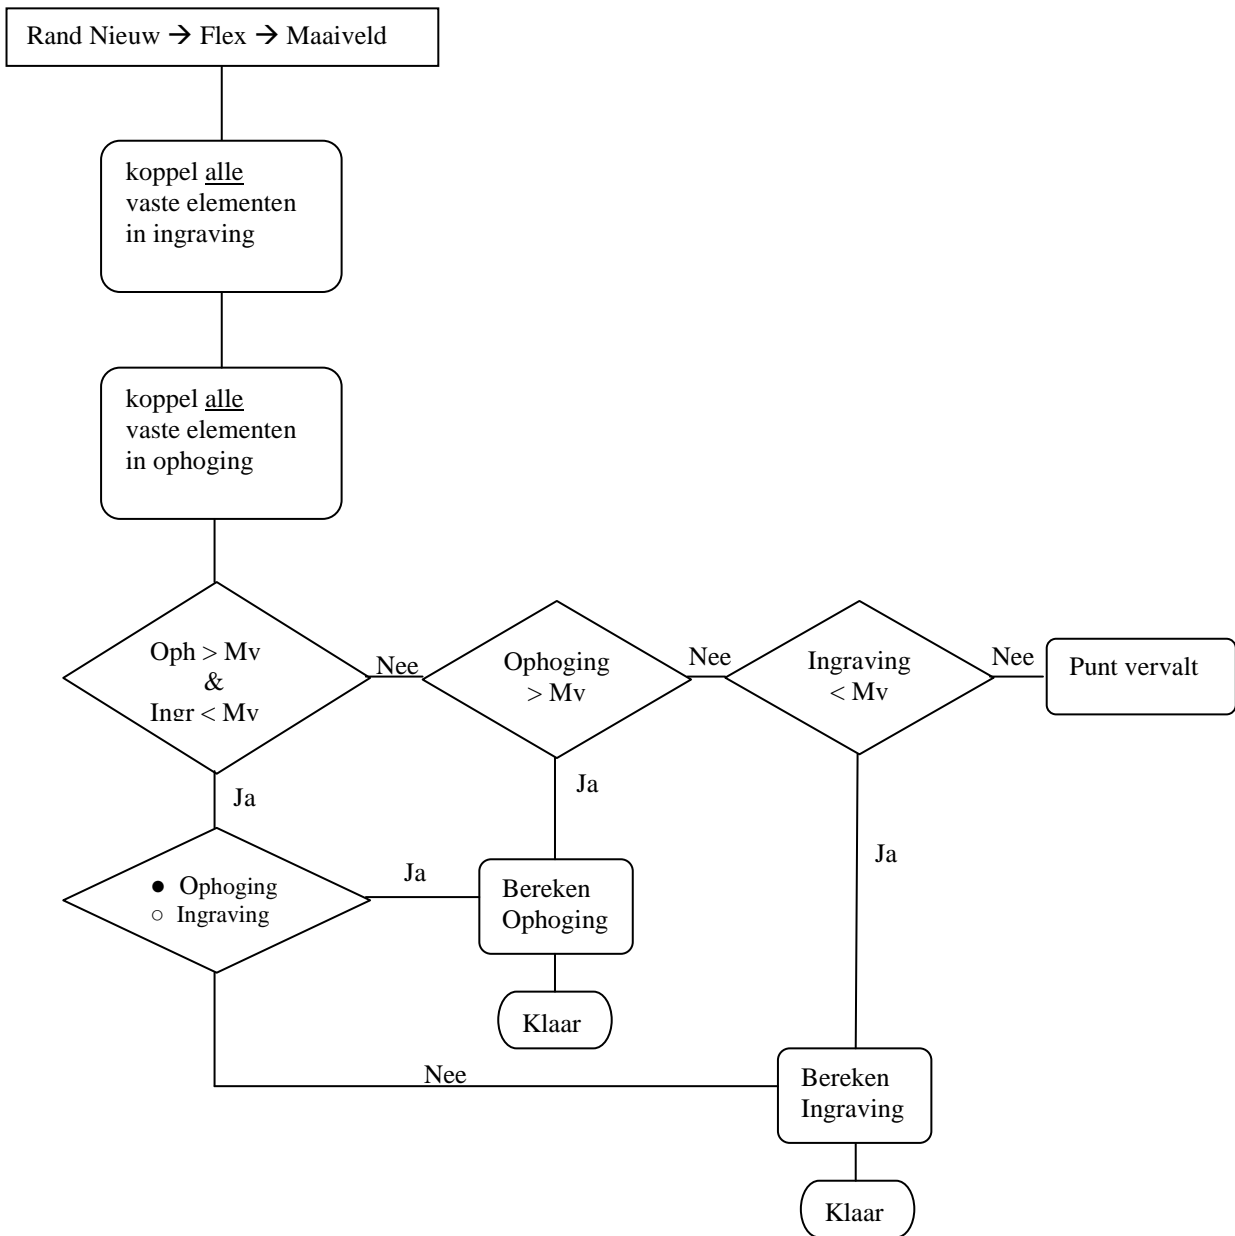 Rand Nieuw → Flex → Maaiveld
koppel alle
vaste elementen
in ingraving
koppel alle
vaste elementen
in ophoging
Oph > Mv
&
Ingr < Mv
Nee
Ophoging
> Mv
Nee
Ingraving
< Mv
Nee
Punt vervalt
Ja
Ja
Ja
● Ophoging
○ Ingraving
Ja
Bereken
Ophoging
Klaar
Nee
Bereken
Ingraving
Klaar